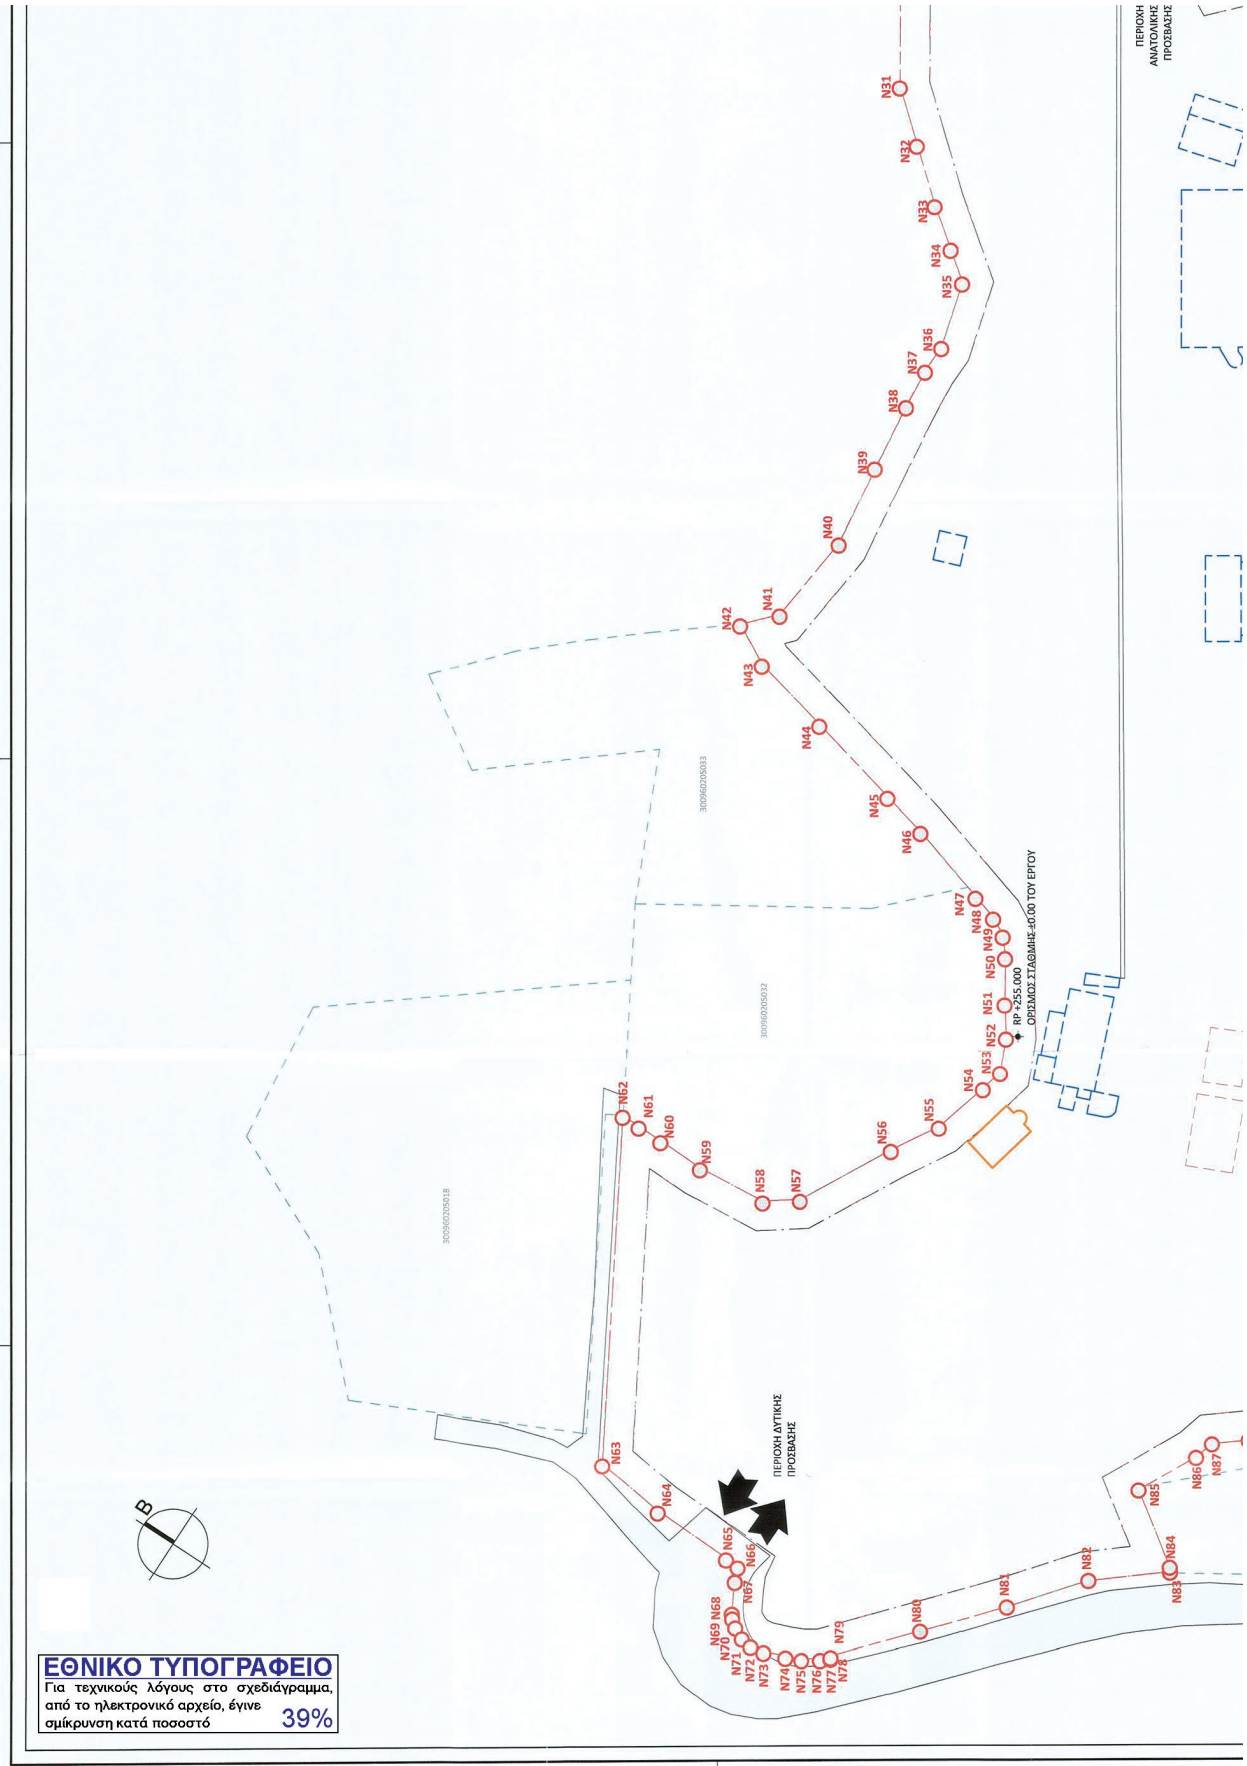 ΠΕΡΙΟΧΗ
ΑΝΑΤΟΛΙΚΗΣ
ΠΡΟΣΒΑΣΗΣ
N31
N32
N33
N34
N35
N36
N37
N38
N39
N40
N41
N42
N43
N44
N45
N46
N47
N48
N49
N50
N51
N52
N53
N54
N55
N56
N57
N58
N59
N60
N61
N62
N63
N64
N65
N66
N67
N68
N69
N70
N71
N72
N73
N74
N75
N76
N77
N78
N79
N80
N81
N82
N83
N84
N85
N86
N87
300960205033
300960205032
300960205018
RP +255.000
ΟΡΙΣΜΟΣ ΣΤΑΘΜΗΣ ±0.00 ΤΟΥ ΕΡΓΟΥ
ΠΕΡΙΟΧΗ ΔΥΤΙΚΗΣ
ΠΡΟΣΒΑΣΗΣ
Β
ΕΘΝΙΚΟ ΤΥΠΟΓΡΑΦΕΙΟ
Για τεχνικούς λόγους στο σχεδιάγραμμα,
από το ηλεκτρονικό αρχείο, έγινε
σμίκρυνση κατά ποσοστό 39%